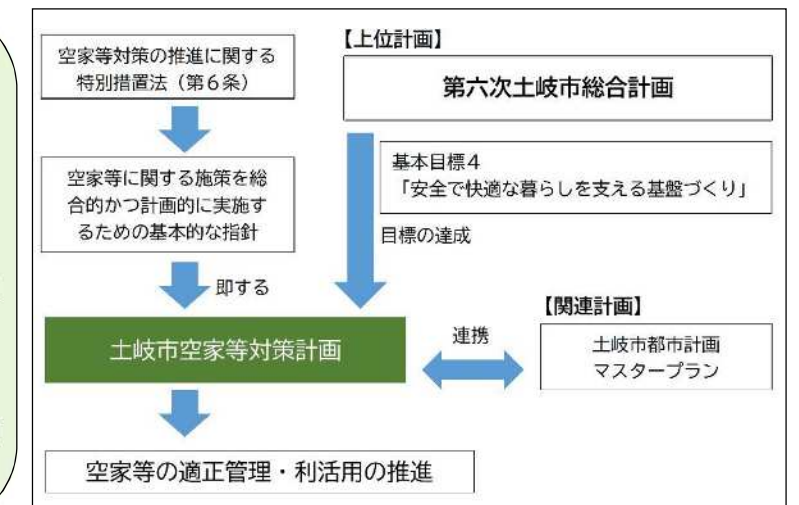 空家等対策の推進に関する
特別措置法（第６条）
【上位計画】
第六次土岐市総合計画
基本目標４
「安全で快適な暮らしを支える基盤づくり」
目標の達成
空家等に関する施策を総
合的かつ計画的に実施す
るための基本的な指針
即する
土岐市空家等対策計画
連携
【関連計画】
土岐市都市計画
マスタープラン
空家等の適正管理・利活用の推進